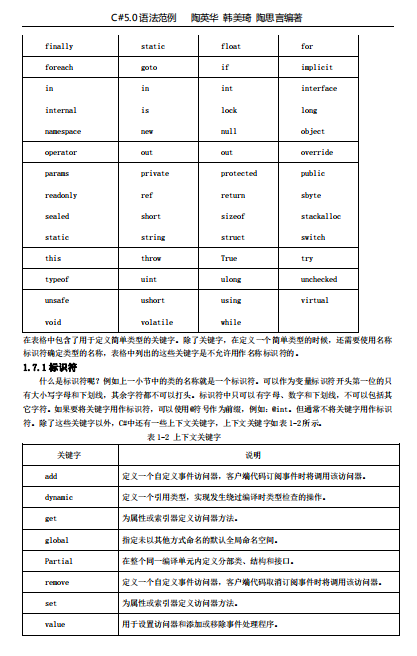 C#5.0 语法范例 陶英华 韩美琦 陶思言编著
finally static float for
foreach goto if implicit
in in int interface
internal is lock long
namespace new null object
operator out out override
params private protected public
readonly ref return sbyte
sealed short sizeof stackalloc
static string struct switch
this throw True try
typeof uint ulong unchecked
unsafe ushort using virtual
void volatile while
在表格中包含了用于定义简单类型的关键字。除了关键字，在定义一个简单类型的时候，还需要使用名称
标识符确定类型的名称，表格中列出的这些关键字是不允许用作名称标识符的。
1.7.1 标识符
什么是标识符呢？例如上一小节中的类的名称就是一个标识符。可以作为变量标识符开头第一位的只
有大小写字母和下划线，其余字符都不可以打头。标识符中只可以有字母、数字和下划线，不可以包括其
它字符。如果要将关键字用作标识符，可以使用@符号作为前缀，例如：@int。但通常不将关键字用作标识
符。除了这些关键字以外，C#中还有一些上下文关键字，上下文关键字如表 1-2 所示。
表 1-2 上下文关键字
关键字 说明
add 定义一个自定义事件访问器，客户端代码订阅事件时将调用该访问器。
dynamic 定义一个引用类型，实现发生绕过编译时类型检查的操作。
get 为属性或索引器定义访问器方法。
global 指定未以其他方式命名的默认全局命名空间。
Partial 在整个同一编译单元内定义分部类、结构和接口。
remove 定义一个自定义事件访问器，客户端代码取消订阅事件时将调用该访问器。
set 为属性或索引器定义访问器方法。
value 用于设置访问器和添加或移除事件处理程序。